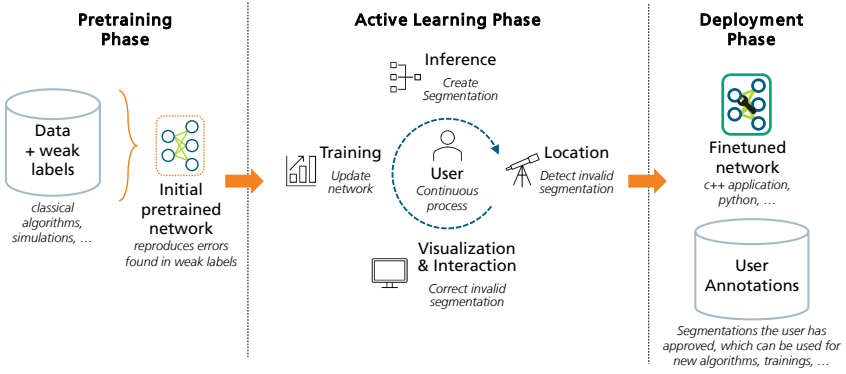 Pretraining
Phase
Data
+ weak
labels
classical
algorithms,
simulations, ...
Initial
pretrained
network
reproduces errors
found in weak labels
Active Learning Phase
Inference
Create
Segmentation
Training
Update
network
User
Continuous
process
Location
Detect invalid
segmentation
Visualization
& Interaction
Correct invalid
segmentation
Deployment
Phase
Finetuned
network
c++ application,
python, ...
User
Annotations
Segmentations the user has
approved, which can be used for
new algorithms, trainings, ...